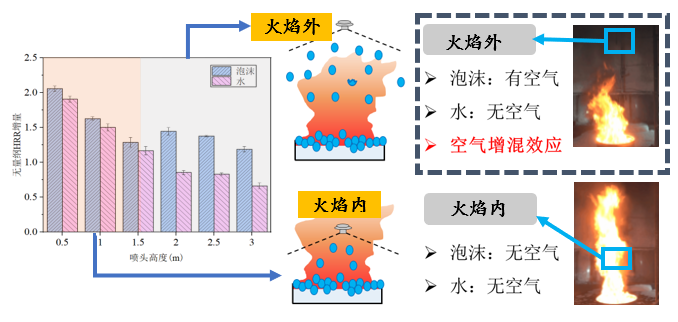 火焰外
2.5
2.0
1.5
1.0
0.5
0.0
无量纲HRR增量
泡沫
水
0.5
1
1.5
2
2.5
3
喷头高度(m)
火焰内
火焰外
泡沫：有空气
水：无空气
空气增混效应
火焰内
泡沫：无空气
水：无空气